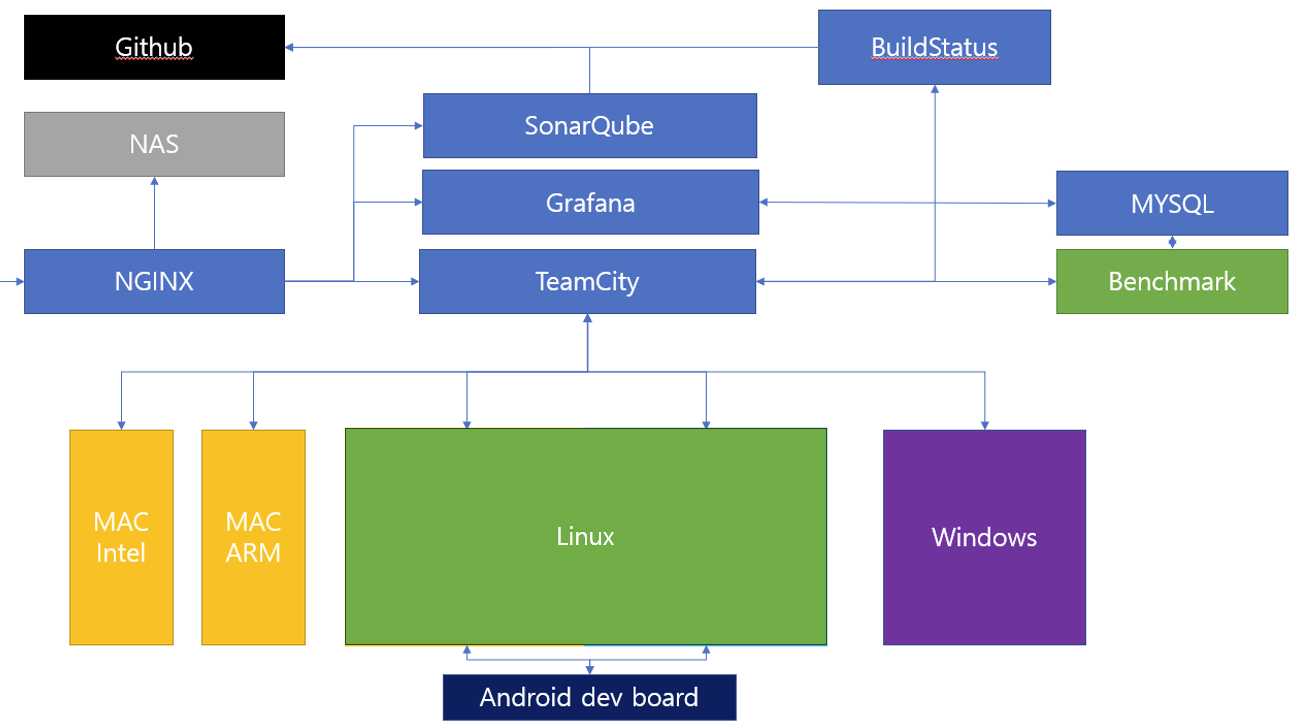 Github
BuildStatus
SonarQube
NAS
Grafana
MYSQL
NGINX
TeamCity
Benchmark
MAC
Intel
MAC
ARM
Linux
Windows
Android dev board